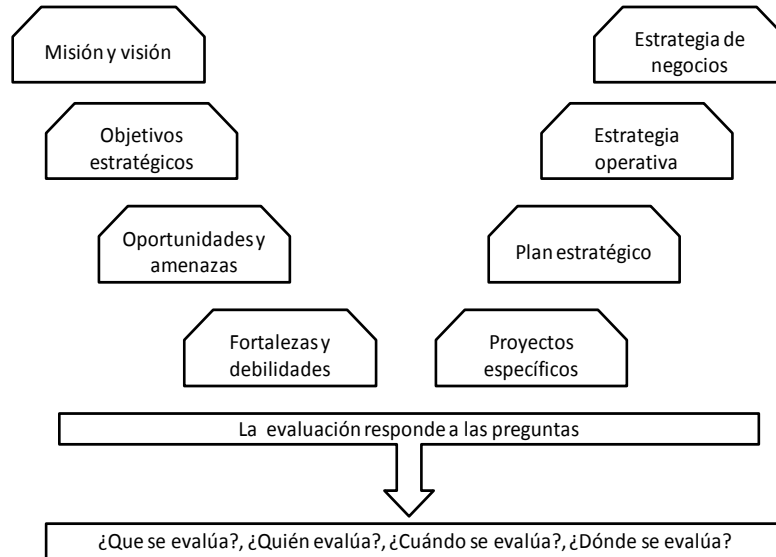 Misión y visión
Estrategia de
negocios
Objetivos
estratégicos
Estrategia
operativa
Oportunidades y
amenazas
Plan estratégico
Fortalezas y
debilidades
Proyectos
específicos
La evaluación responde a las preguntas
¿Que se evalúa?, ¿Quién evalúa?, ¿Cuándo se evalúa?, ¿Dónde se evalúa?